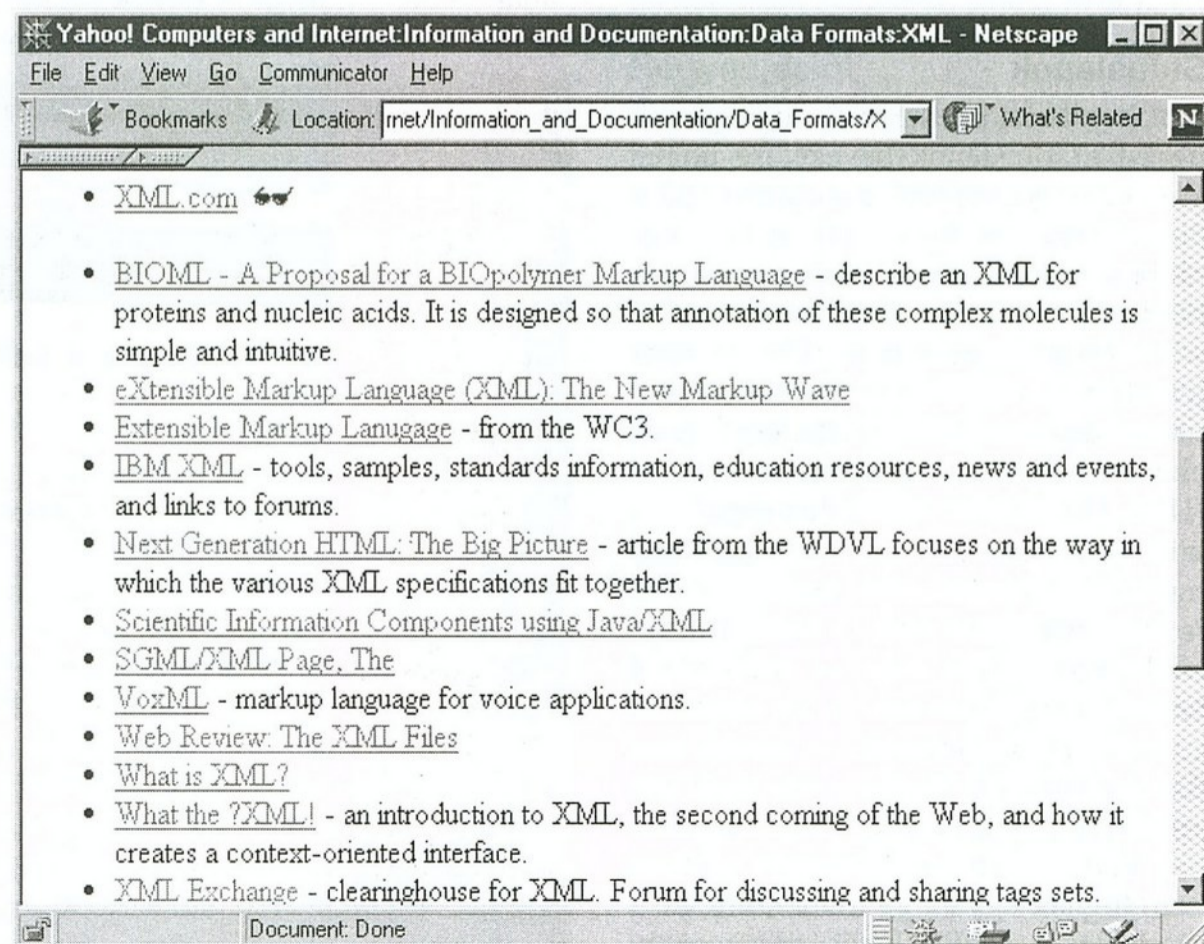 Yahoo! Computers and Internet:Information and Documentation:Data Formats:XML - Netscape
File Edit View Go Communicator Help
Bookmarks Location: rnet/Information_and_Documentation/Data_Formats/X What's Related N
• XML.com
• BIOML - A Proposal for a BIOpolymer Markup Language - describe an XML for
proteins and nucleic acids. It is designed so that annotation of these complex molecules is
simple and intuitive.
• eXtensible Markup Language (XML): The New Markup Wave
• Extensible Markup Lanugage - from the WC3.
• IBM XML - tools, samples, standards information, education resources, news and events,
and links to forums.
• Next Generation HTML: The Big Picture - article from the WDVL focuses on the way in
which the various XML specifications fit together.
• Scientific Information Components using Java/XML
• SGML/XML Page, The
• VoxML - markup language for voice applications.
• Web Review: The XML Files
• What is XML?
• What the ?XML! - an introduction to XML, the second coming of the Web, and how it
creates a context-oriented interface.
• XML Exchange - clearinghouse for XML. Forum for discussing and sharing tags sets.
Document: Done